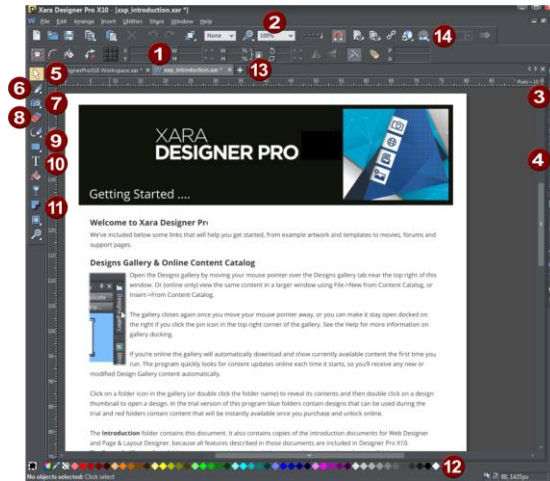 Xara Designer Pro X10 - [xxp_introduction.xar *]
File Edit Arrange Insert Utilities Share Window Help
2
None 100%
14
1
5 DesignerProX10 Workspace.xar * xxp_introduction.xar * 13
6
3
7
8
9
10
4
11
XARA
DESIGNER PRO
Getting Started ....
Welcome to Xara Designer Pr
We've included below some links that will help you get started, from example artwork and templates to movies, forums and
support pages.
Designs Gallery & Online Content Catalog
Open the Designs gallery by moving your mouse pointer over the Designs gallery tab near the top right of this
window. Or (online only) view the same content in a larger window using File->New from Content Catalog, or
Insert->From Content Catalog.
The gallery closes again once you move your mouse pointer away, or you can make it stay open docked on
the right if you click the pin icon in the top right corner of the gallery. See the Help for more information on
gallery docking.
If you're online the gallery will automatically download and show currently available content the first time you
run. The program quickly looks for content updates online each time it starts, so you'll receive any new or
modified Design Gallery content automatically.
Click on a folder icon in the gallery (or double click the folder name) to reveal its contents and then double click on a design
thumbnail to open a design. In the trial version of this program blue folders contain designs that can be used during the
trial and red folders contain content that will be instantly available once you purchase and unlock online.
The Introduction folder contains this document. It also contains copies of the introduction documents for Web Designer
and Page & Layout Designer, because all features described in those documents are included in Designer Pro X10.
12
No objects selected: Click select